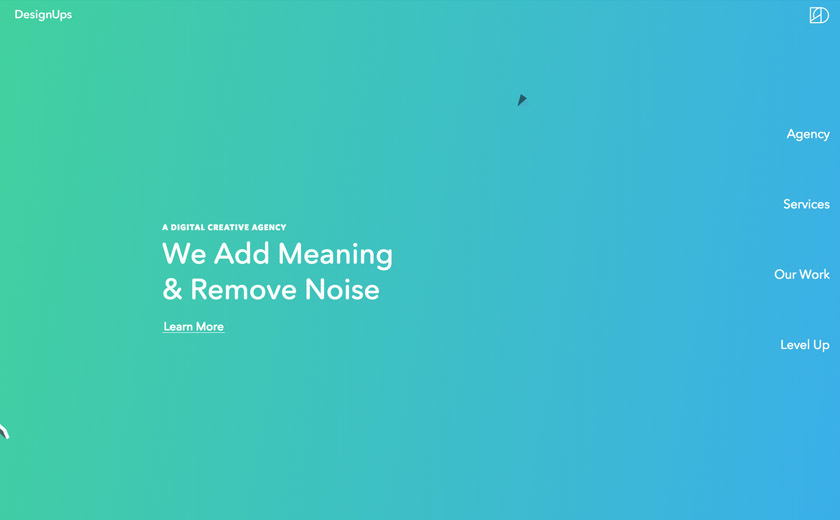 DesignUps
Agency
Services
A DIGITAL CREATIVE AGENCY
We Add Meaning
& Remove Noise
Our Work
Learn More
Level Up